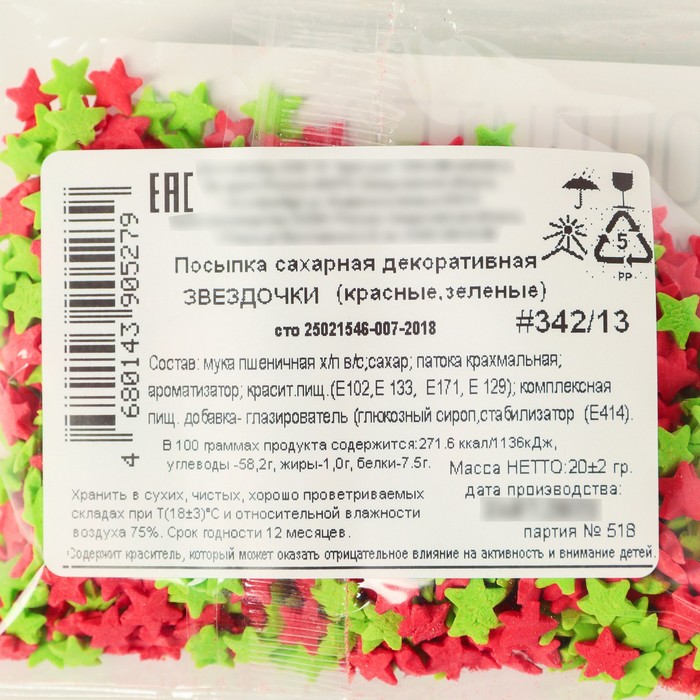 EAC
Посыпка сахарная декоративная
ЗВЕЗДОЧКИ (красные,зеленые)
сто 25021546-007-2018
#342/13
5
PP
4 680143 905279
Состав: мука пшеничная х/п в/с;сахар; патока крахмальная;
ароматизатор; красит.пищ.(Е102,Е 133, Е171, Е 129); комплексная
пищ. добавка- глазирователь (глюкозный сироп,стабилизатор (Е414).
В 100 граммах продукта содержится:271.6 ккал/1136кДж,
углеводы -58,2г, жиры-1,0г, белки-7.5г.
Масса НЕТТО:20±2 гр.
дата производства:
Хранить в сухих, чистых, хорошо проветриваемых
складах при Т(18±3)°С и относительной влажности
воздуха 75%. Срок годности 12 месяцев.
партия № 518
Содержит краситель, который может оказать отрицательное влияние на активность и внимание детей.